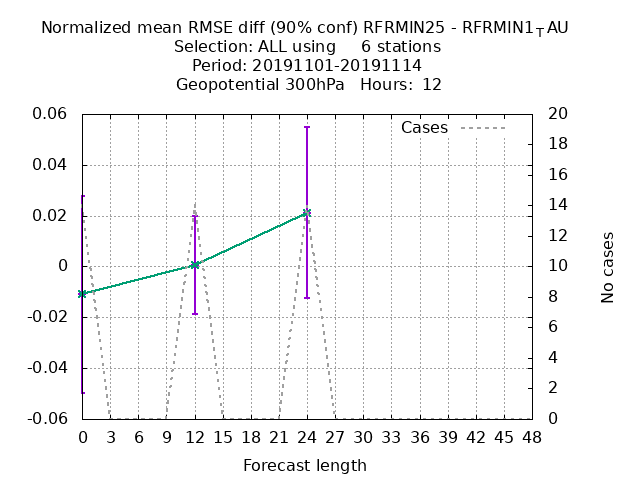 Normalized mean RMSE diff (90% conf) RFRMIN25 - RFRMIN1TAU
Selection: ALL using 6 stations
Period: 20191101-20191114
Geopotential 300hPa Hours: 12
Cases
0.06
0.04
0.02
0
-0.02
-0.04
-0.06
20
18
16
14
12
10
8
6
4
2
0
No cases
0 3 6 9 12 15 18 21 24 27 30 33 36 39 42 45 48
Forecast length